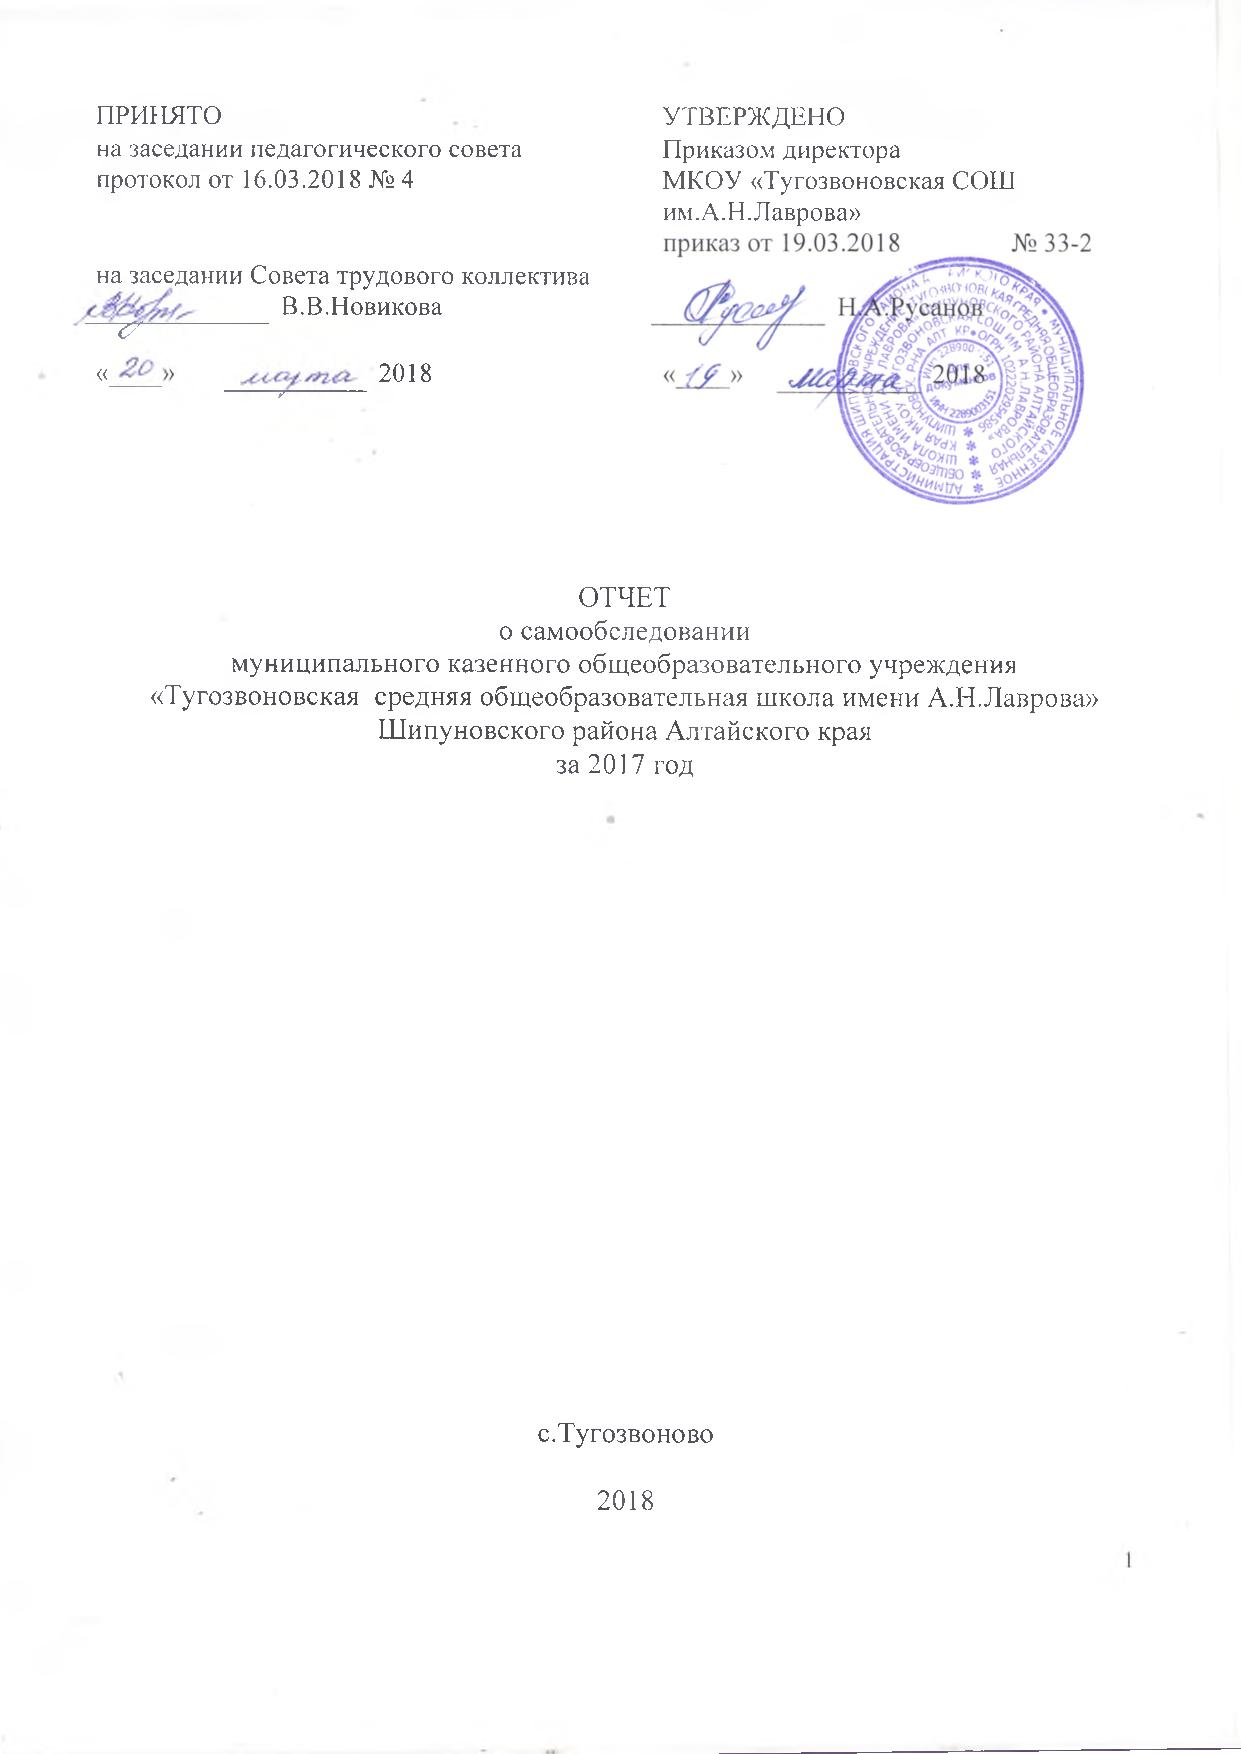 ПРИНЯТО
на заседании педагогического совета
протокол от 16.03.2018 № 4
на заседании Совета трудового коллектива
В.В.Новикова
«20» марта 2018
УТВЕРЖДЕНО
Приказом директора
МКОУ «Тугозвоновская СОШ
им.А.Н.Лаврова»
приказ от 19.03.2018 № 33-2
Н.А.Русанов
«19» марта 2018
ОТЧЕТ
о самообследовании
муниципального казенного общеобразовательного учреждения
«Тугозвоновская средняя общеобразовательная школа имени А.Н.Лаврова»
Шипуновского района Алтайского края
за 2017 год
с.Тугозвоново
2018
1